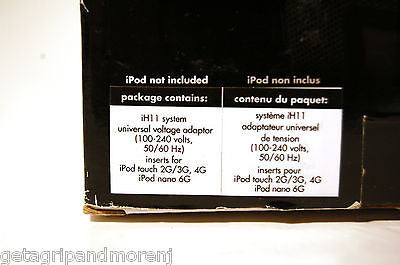 iPod not included
package contains:
iH11 system
universal voltage adaptor
(100-240 volts,
50/60 Hz)
inserts for
iPod touch 2G/3G, 4G
iPod nano 6G
iPod non inclus
contenu du paquet:
système iH11
adaptateur universel
de tension
(100-240 volts,
50/60 Hz)
inserts pour
iPod touch 2G/3G, 4G
iPod nano 6G
getagripandmorenj